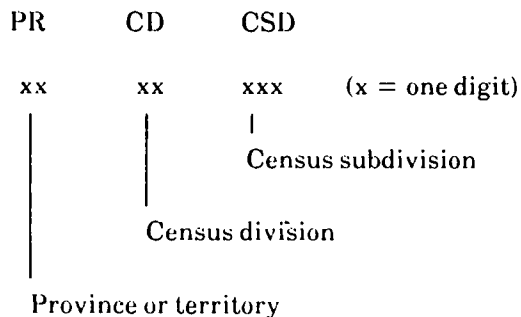 PR CD CSD
xx xx xxx (x = one digit)
Census subdivision
Census division
Province or territory